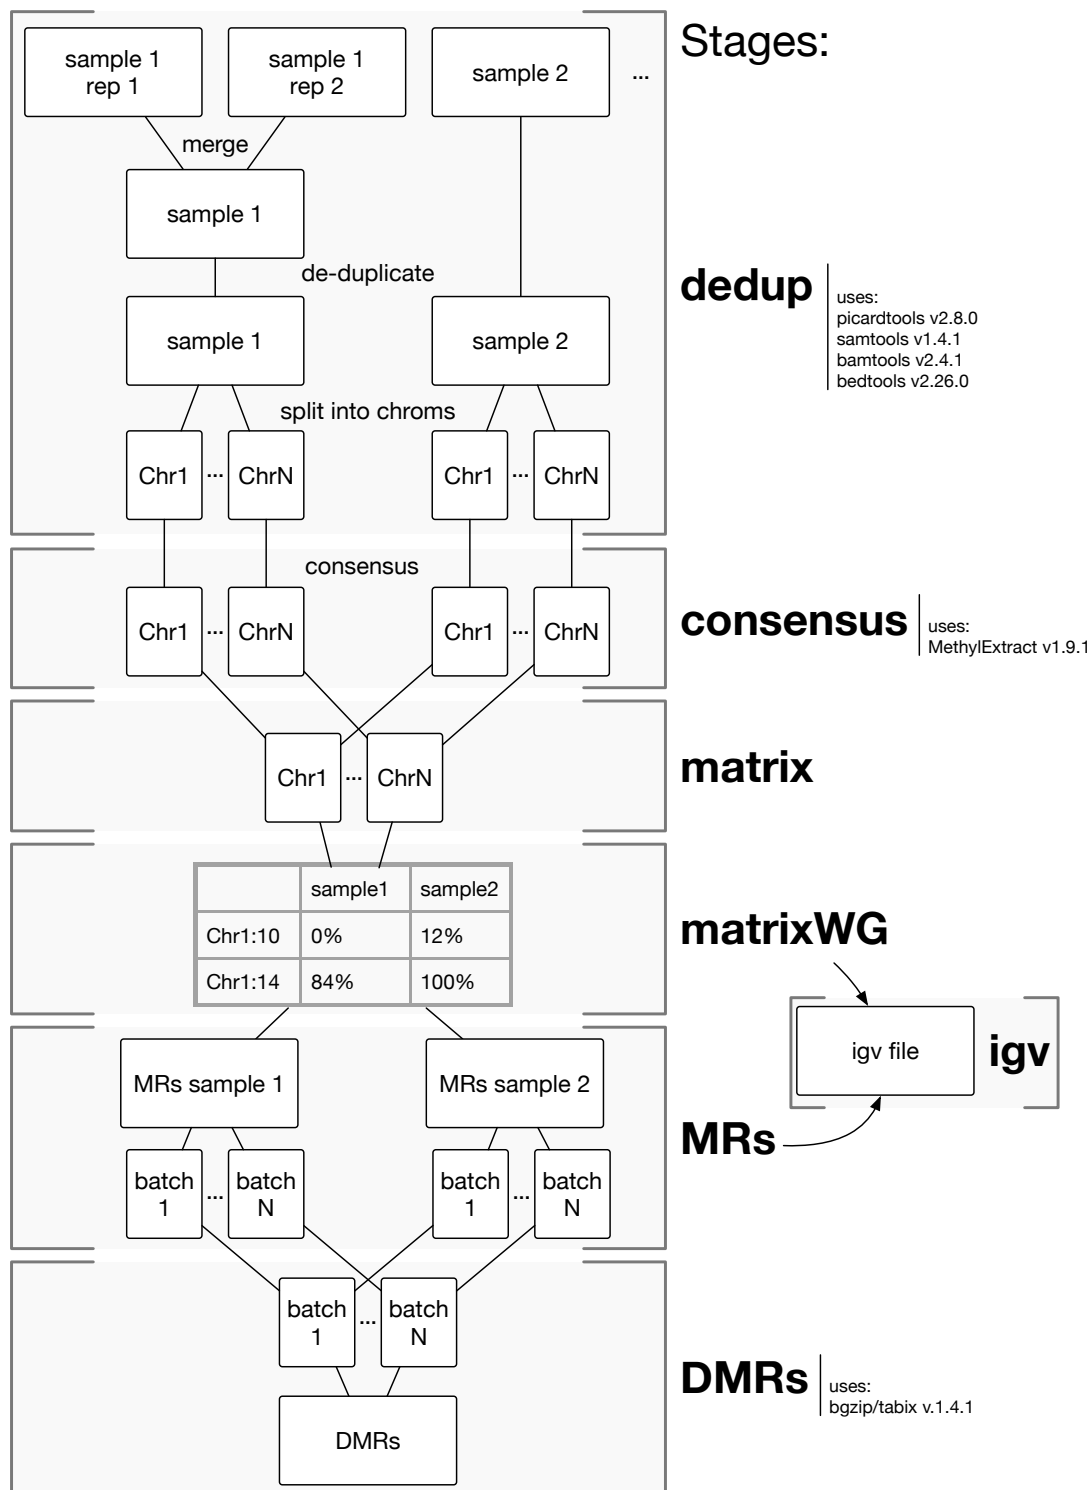 Stages:
sample 1
rep 1
sample 1
rep 2
sample 2
...
merge
sample 1
de-duplicate
sample 1
sample 2
split into chroms
Chr1
...
ChrN
Chr1
...
ChrN
dedup
uses:
picardtools v2.8.0
samtools v1.4.1
bamtools v2.4.1
bedtools v2.26.0
consensus
Chr1
...
ChrN
Chr1
...
ChrN
consensus
uses:
MethylExtract v1.9.1
Chr1
...
ChrN
matrix
sample1 sample2
Chr1:10 0% 12%
Chr1:14 84% 100%
matrixWG
igv file
igv
MRs sample 1
MRs sample 2
MRs
batch
1
...
batch
N
batch
1
...
batch
N
batch
1
...
batch
N
DMRs
DMRs
uses:
bgzip/tabix v.1.4.1